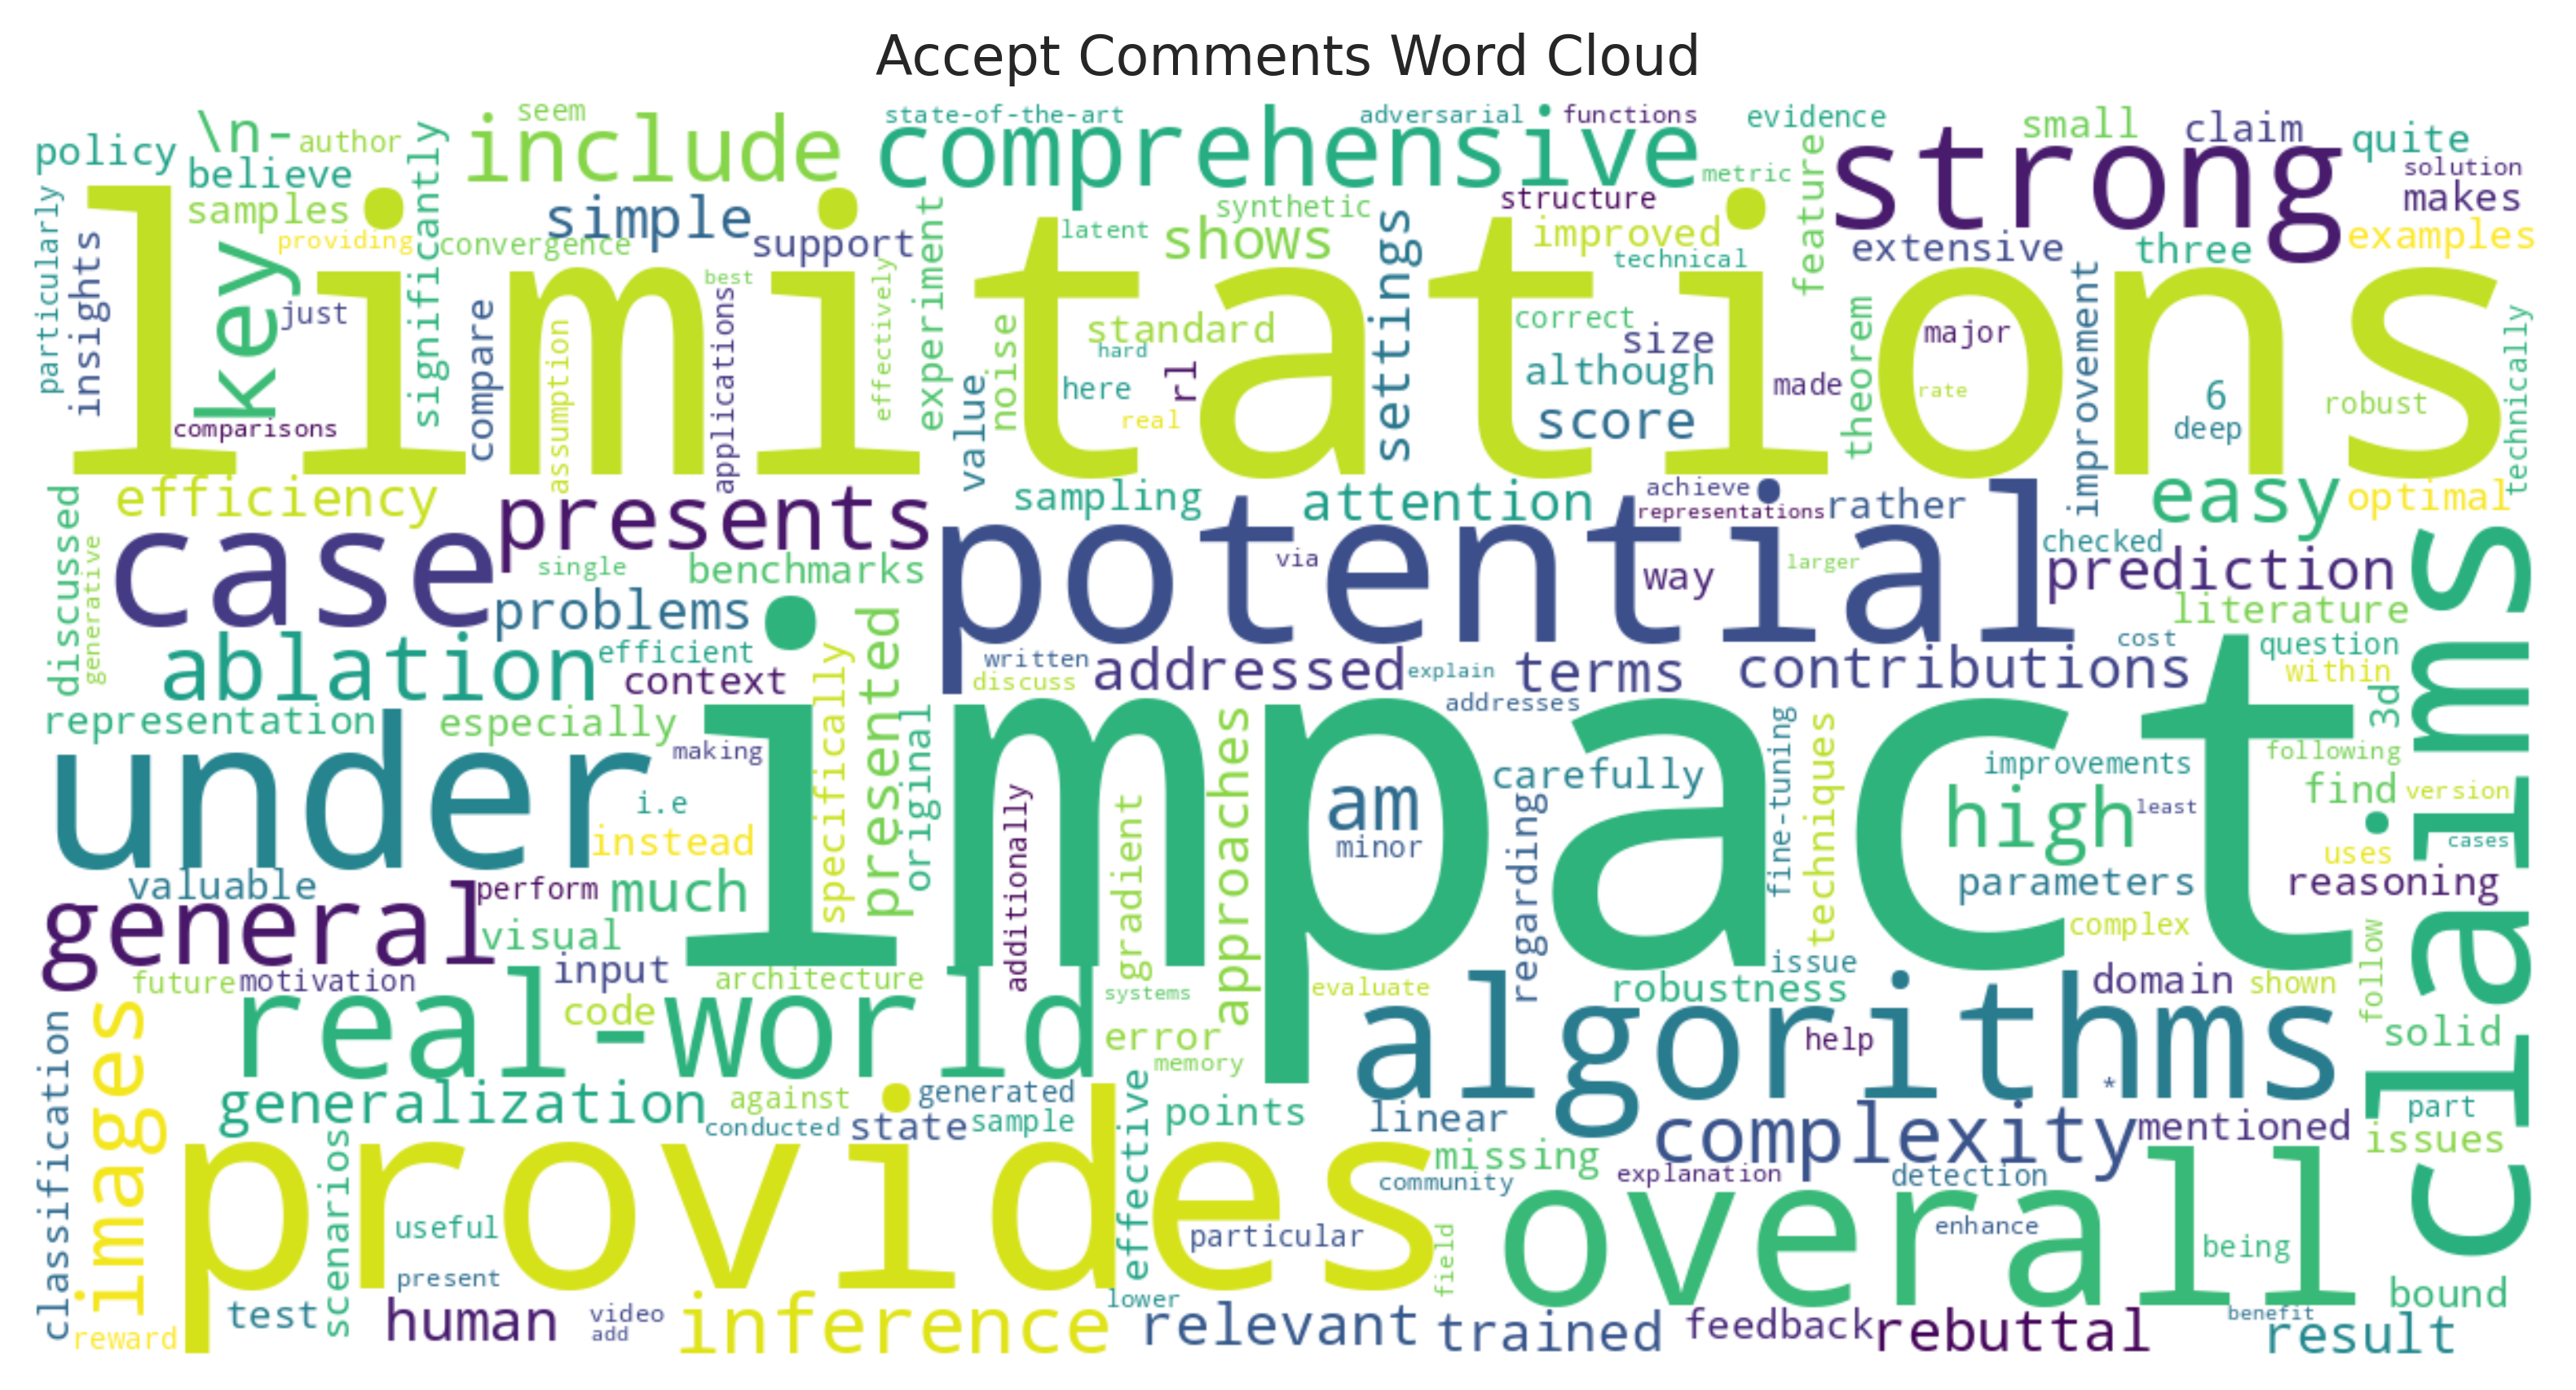 Accept Comments Word Cloud
seem
state-of-the-art
adversarial
functions
evidence
small
claim
quite
policy
\n-
author
include
comprehensive
strong
solution
believe
metric
makes
particularly
samples
significantly
simple
synthetic
structure
feature
examples
insights
key
providing
convergence
support
latent
shows
improved
extensive
three
limitations
just
compare
best
effectively
experiment
settings
technical
improvement
technically
comparisons
assumption
applications
value
noise
standard
hard
here
rl
real
correct
size
although
score
made
theorem
major
rate
6
deep
robust
efficiency
presents
sampling
attention
achieve
representations
rather
easy
optimal
discussed
generative
case
single
benchmarks
potential
via
way
larger
checked
prediction
problems
literature
claims
ablation
efficient
context
written
discuss
addressed
explain
terms
contributions
cost
question
within
representation
especially
specifically
presented
original
addresses
3d
under
making
impact
approaches
fine-tuning
techniques
following
i.e
instead
additionally
gradient
am
minor
carefully
regarding
improvements
high
least
find
version
uses
cases
valuable
perform
much
parameters
reasoning
general
visual
complex
follow
future
motivation
input
architecture
systems
evaluate
issue
robustness
domain
shown
images
real-world
code
error
memory
algorithms
help
*
solid
classification
generalization
against
generated
conducted
state
sample
effective
points
linear
complexity
mentioned
part
issues
provides
scenarios
missing
community
explanation
detection
useful
particular
field
overall
enhance
being
present
lower
bound
reward
test
human
video
add
inference
relevant
trained
feedback
rebuttal
benefit
result